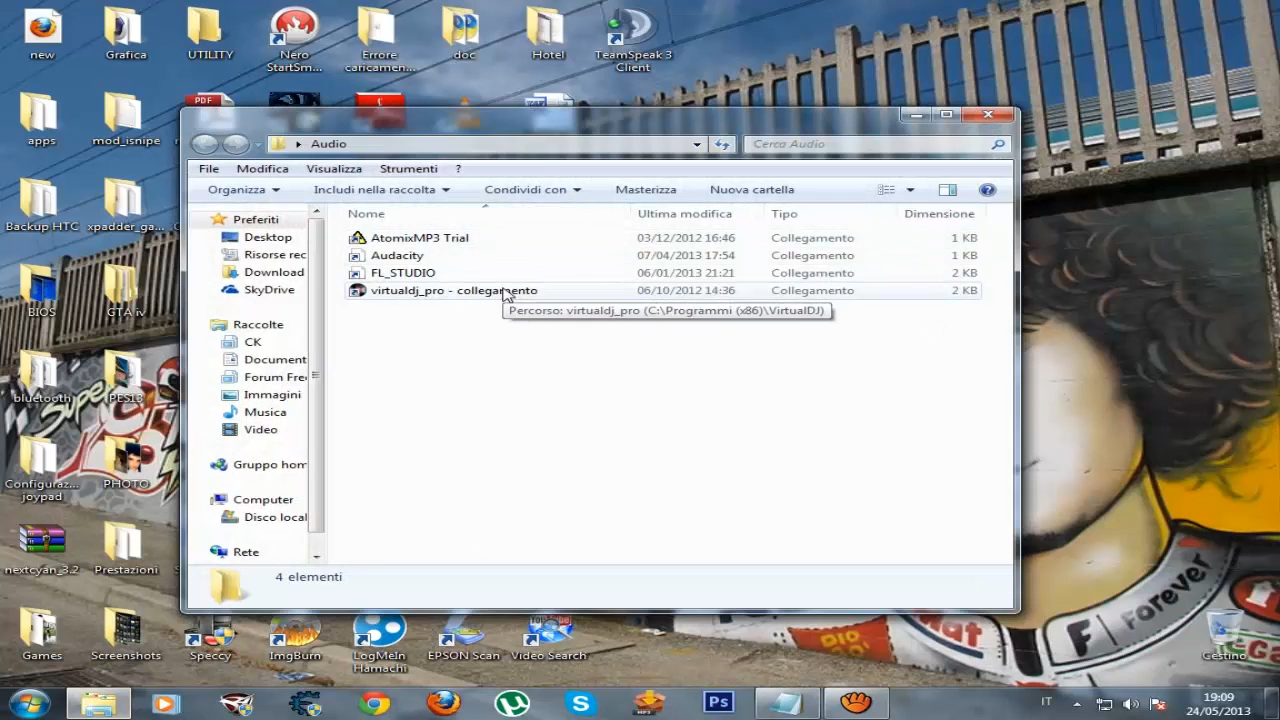 new
Grafica
UTILITY
Nero
StartSm...
Errore
caricamen...
doc
Hotel
TeamSpeak 3
Client
PDF
apps
mod_isnipe
Audio
Cerca Audio
File
Modifica
Visualizza
Strumenti
?
Organizza
Includi nella raccolta
Condividi con
Masterizza
Nuova cartella
Backup HTC
xpadder_ga...
Preferiti
Desktop
Risorse rec
Download
SkyDrive
Raccolte
CK
Document
Forum Fre
Immagini
Musica
Video
Gruppo hom
Computer
Disco local
Rete
Nome
Ultima modifica
Tipo
Dimensione
AtomixMP3 Trial
03/12/2012 16:46
Collegamento
1 KB
Audacity
07/04/2013 17:54
Collegamento
1 KB
FL_STUDIO
06/01/2013 21:21
Collegamento
2 KB
virtualdj_pro - collegamento
06/10/2012 14:36
Collegamento
2 KB
Percorso: virtualdj_pro (C:\Programmi (x86)\VirtualDJ)
4 elementi
BIOS
GTA iv
bluetooth
PES13
Super
Configuraz...
joypad
PHOTO
nextcyan_3.2
Prestazioni
Games
Screenshots
Speccy
ImgBurn
LogMeIn
Hamachi
EPSON Scan
Video Search
Forever
F
Cestino
MP3
Ps
IT
19:09
24/05/2013